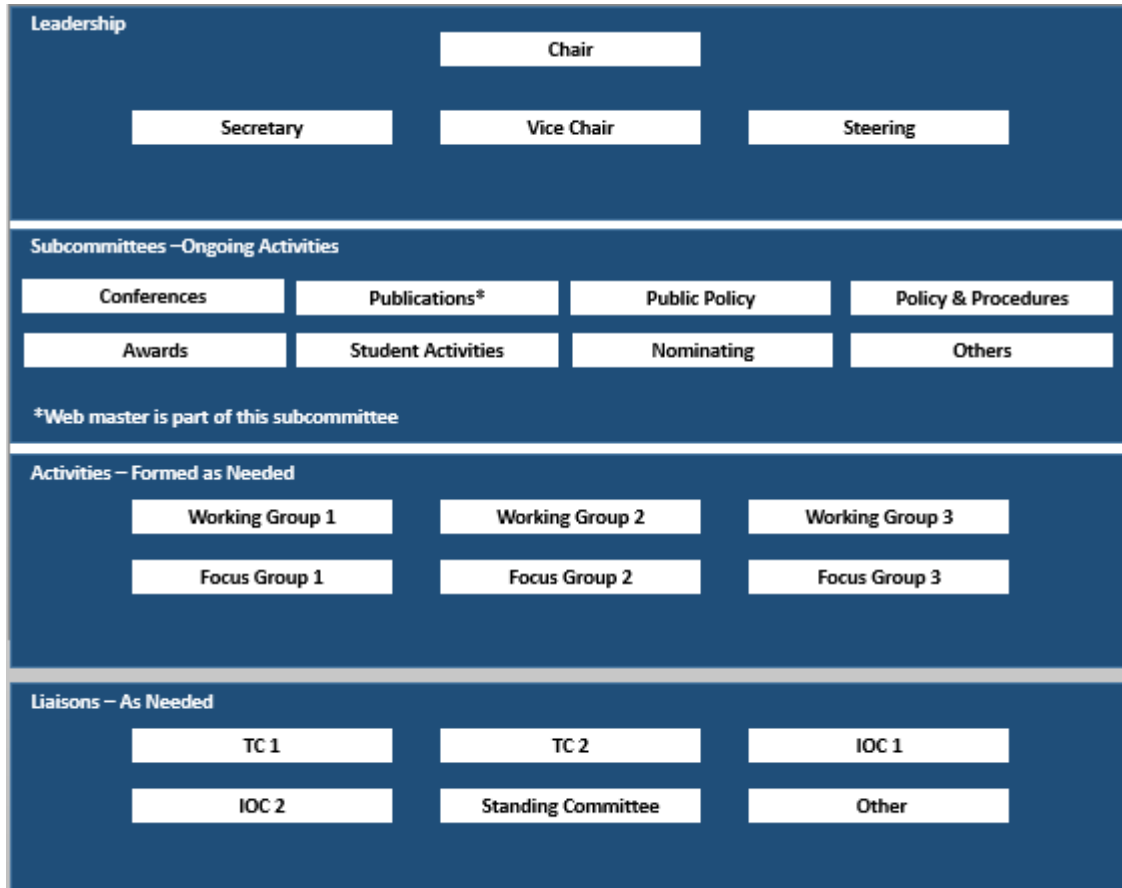 Leadership
Chair
Secretary
Vice Chair
Steering
Subcommittees –Ongoing Activities
Conferences
Publications*
Public Policy
Policy & Procedures
Awards
Student Activities
Nominating
Others
*Web master is part of this subcommittee
Activities – Formed as Needed
Working Group 1
Working Group 2
Working Group 3
Focus Group 1
Focus Group 2
Focus Group 3
Liaisons – As Needed
TC 1
TC 2
IOC 1
IOC 2
Standing Committee
Other